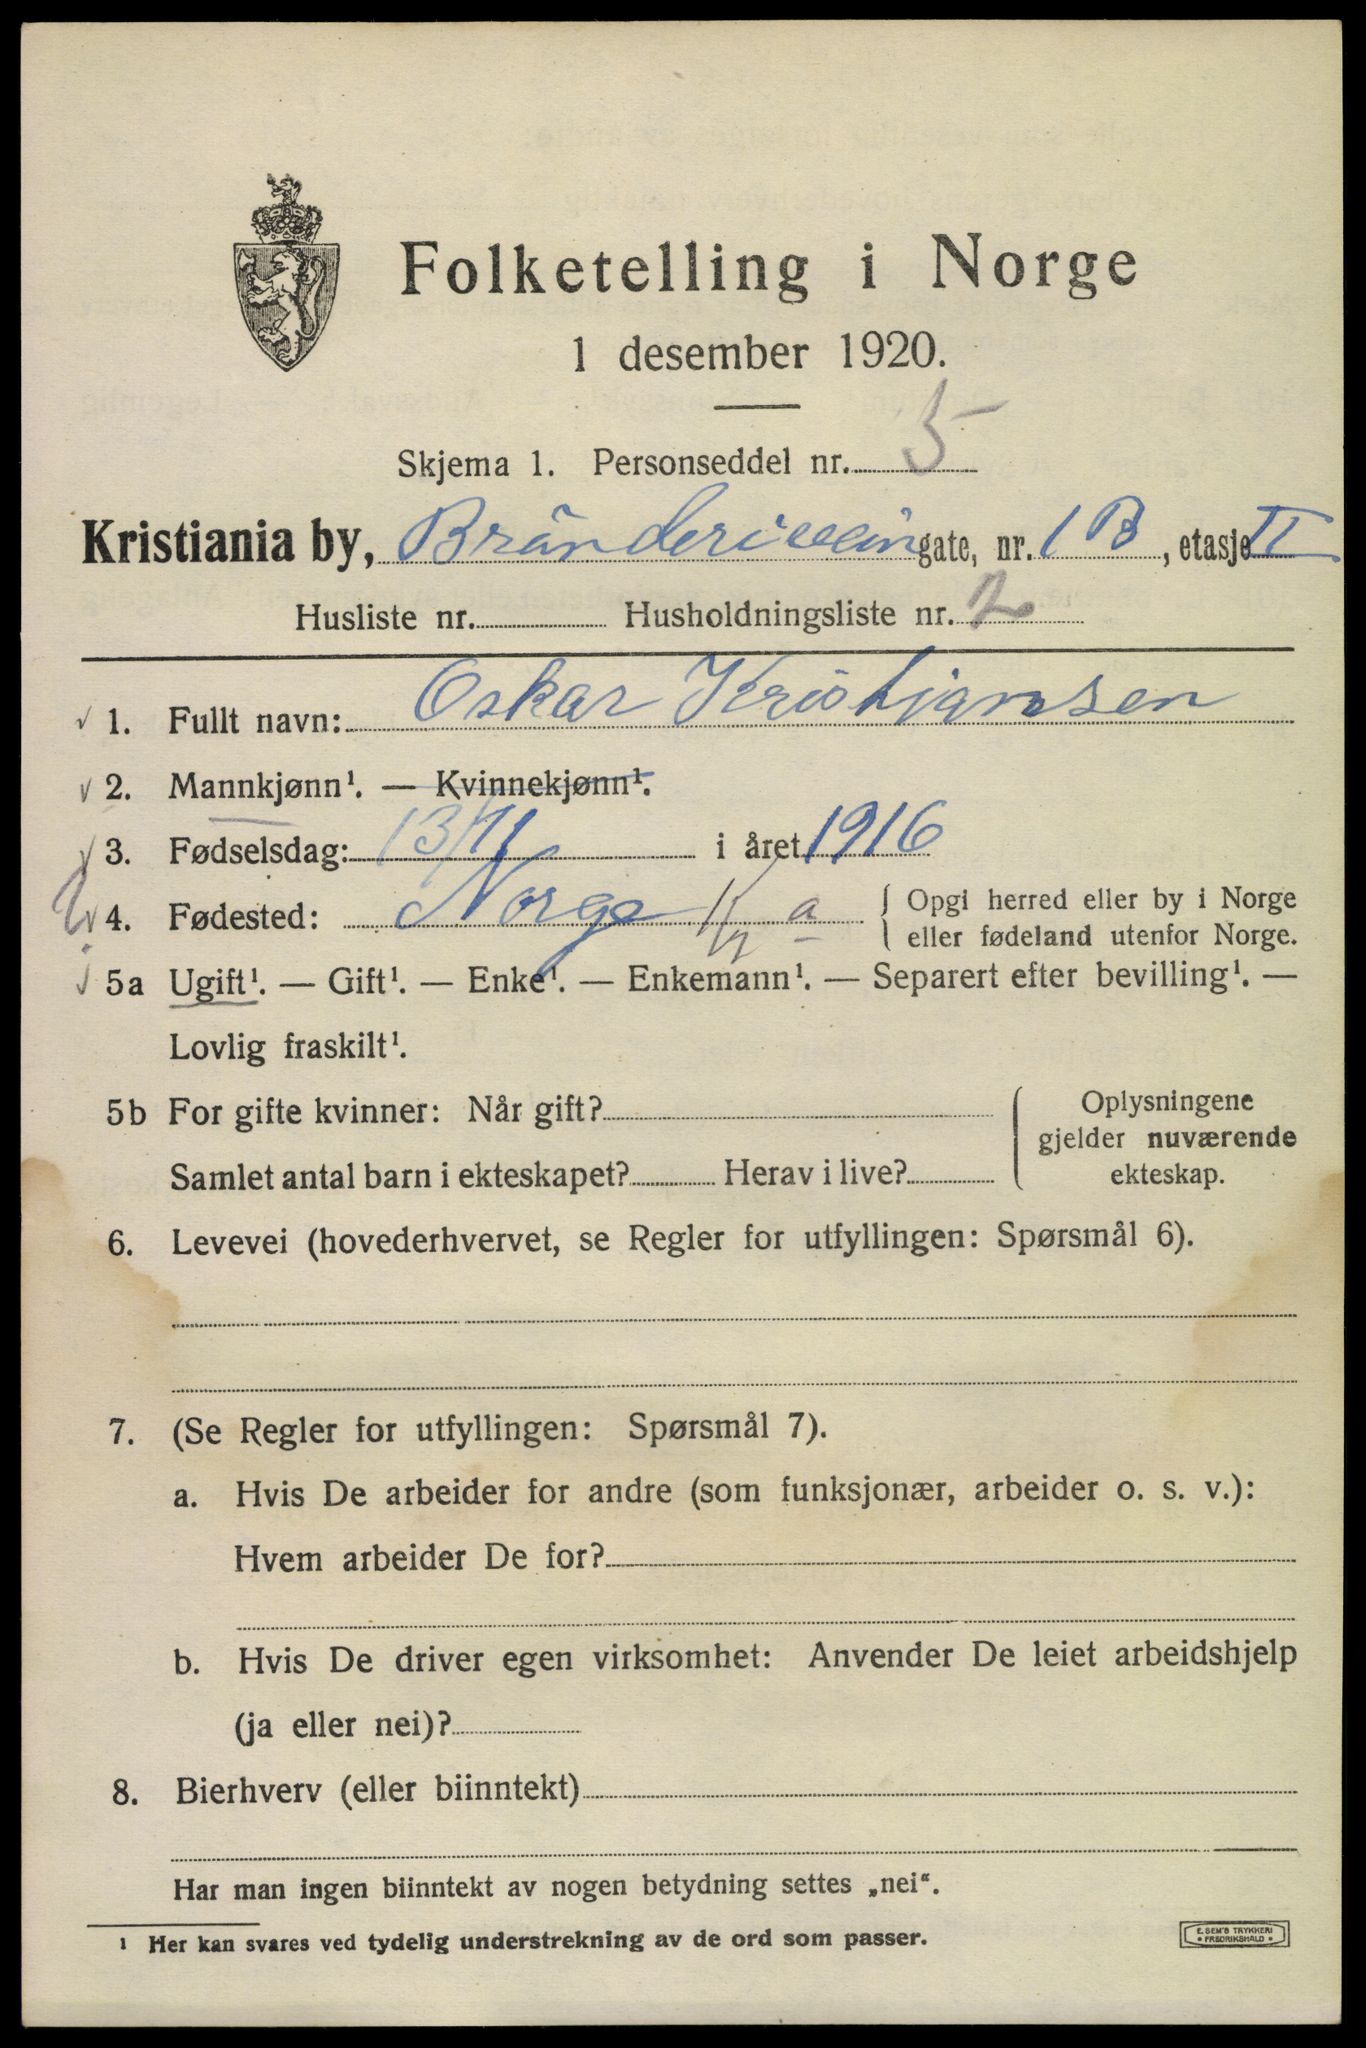 Folketelling i Norge
1 desember 1920.
Skjema 1. Personseddel nr. 5
Kristiania by, gate, nr. 1 B, etasje II
Husliste nr. Husholdningsliste nr. 2
✓ 1. Fullt navn: Oskar Kristjansen
✓ 2. Mannkjønn¹. — Kvinnekjønn¹.
✓ 3. Fødselsdag: 13/11 i året 1916
4. Fødested: Norge Kr a { Opgi herred eller by i Norge
eller fødeland utenfor Norge.
✓ 5a Ugift¹. — Gift¹. — Enke¹. — Enkemann¹. — Separert efter bevilling¹. —
Lovlig fraskilt¹.
5b For gifte kvinner: Når gift?
Samlet antal barn i ekteskapet? Herav i live?
{ Oplysningene
gjelder nuværende
ekteskap.
6. Levevei (hovederhvervet, se Regler for utfyllingen: Spørsmål 6).
7. (Se Regler for utfyllingen: Spørsmål 7).
a. Hvis De arbeider for andre (som funksjonær, arbeider o. s. v.):
Hvem arbeider De for?
b. Hvis De driver egen virksomhet: Anvender De leiet arbeidshjelp
(ja eller nei)?
8. Bierhverv (eller biinntekt)
Har man ingen biinntekt av nogen betydning settes „nei“.
¹ Her kan svares ved tydelig understrekning av de ord som passer.
E. SEM'S TRYKKERI
• FREDRIKSHALD •